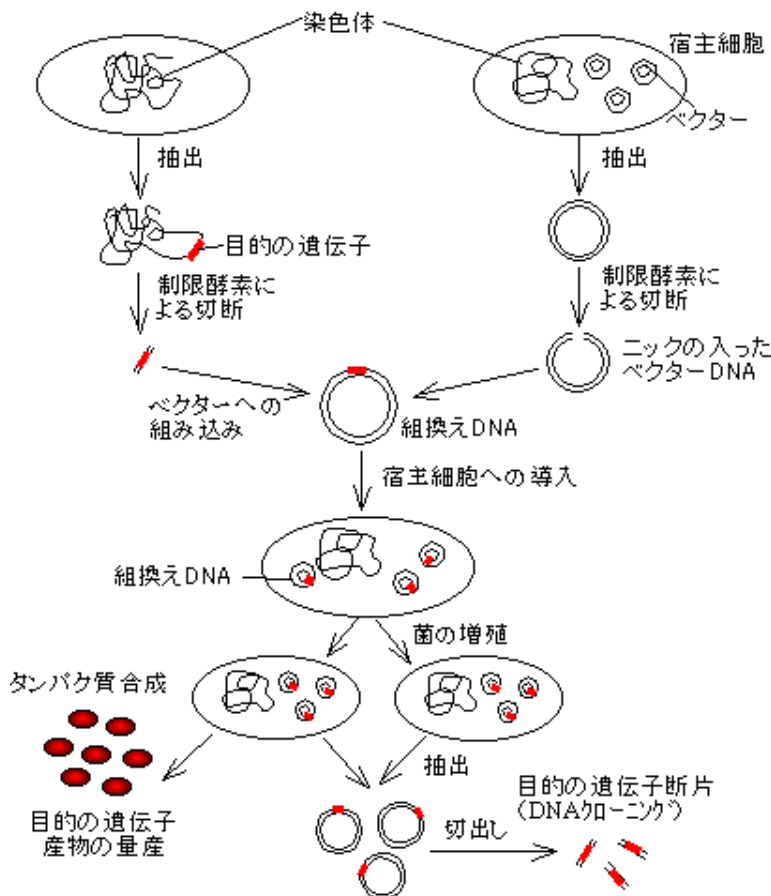 染色体
宿主細胞
ベクター
抽出
抽出
目的の遺伝子
制限酵素に
よる切断
制限酵素に
よる切断
ニックの入った
ベクターDNA
ベクターへの
組み込み
組換えDNA
宿主細胞への導入
組換えDNA
菌の増殖
タンパク質合成
抽出
目的の遺伝子
産物の量産
目的の遺伝子断片
(DNAクローニング)
切出し